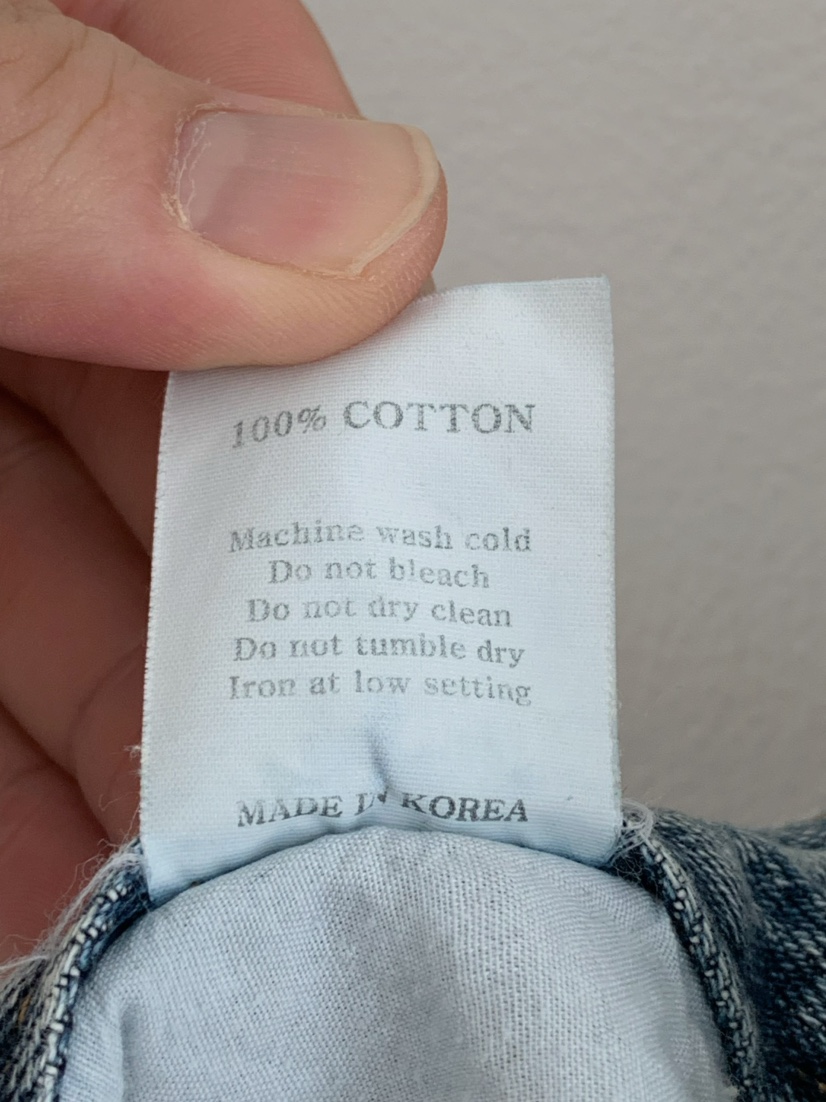 100% COTTON
Machine wash cold
Do not bleach
Do not dry clean
Do not tumble dry
Iron at low setting
MADE IN KOREA